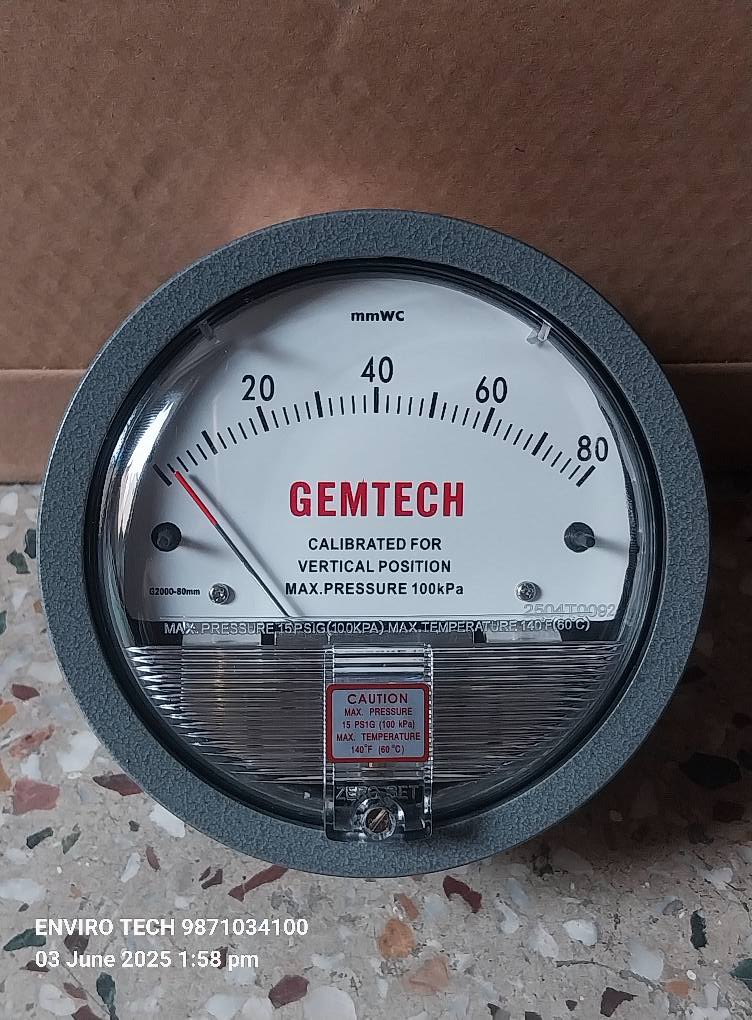 mmWC
20 40 60 80
GEMTECH
CALIBRATED FOR
VERTICAL POSITION
MAX.PRESSURE 100kPa
G2000-80mm
2504T0092
MAX. PRESSURE 15PSIG(100KPA) MAX.TEMPERATURE 140°F(60°C)
CAUTION
MAX. PRESSURE
15 PS1G (100 kPa)
MAX. TEMPERATURE
140°F (60°C)
ZERO SET
ENVIRO TECH 9871034100
03 June 2025 1:58 pm